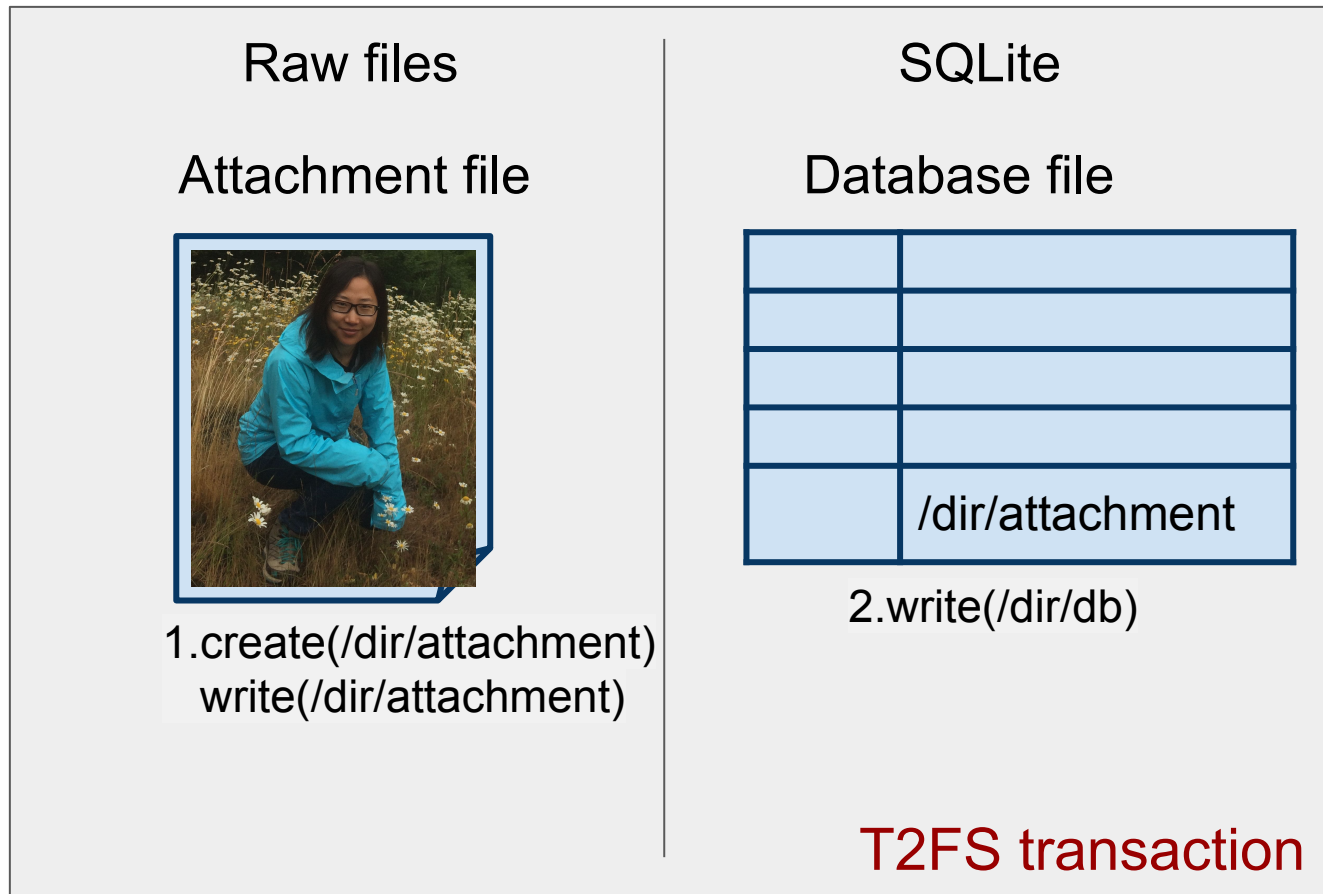 Raw files
Attachment file
1.create(/dir/attachment)
write(/dir/attachment)
SQLite
Database file
/dir/attachment
2.write(/dir/db)
T2FS transaction